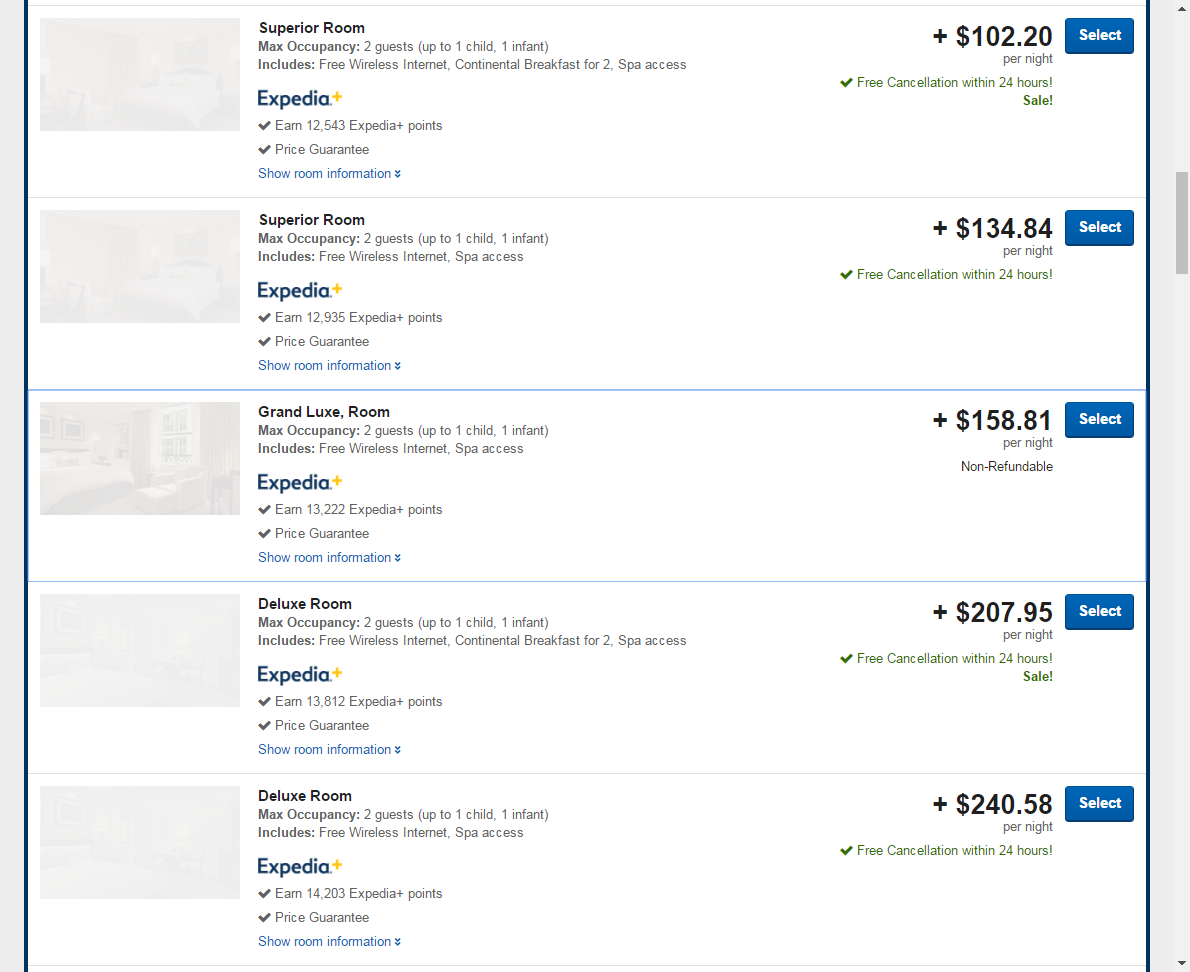 Superior Room
Max Occupancy: 2 guests (up to 1 child, 1 infant)
Includes: Free Wireless Internet, Continental Breakfast for 2, Spa access
Expedia+
Earn 12,543 Expedia+ points
Price Guarantee
Show room information
+ $102.20
per night
Free Cancellation within 24 hours!
Sale!
Select
Superior Room
Max Occupancy: 2 guests (up to 1 child, 1 infant)
Includes: Free Wireless Internet, Spa access
Expedia+
Earn 12,935 Expedia+ points
Price Guarantee
Show room information
+ $134.84
per night
Free Cancellation within 24 hours!
Select
Grand Luxe, Room
Max Occupancy: 2 guests (up to 1 child, 1 infant)
Includes: Free Wireless Internet, Spa access
Expedia+
Earn 13,222 Expedia+ points
Price Guarantee
Show room information
+ $158.81
per night
Non-Refundable
Select
Deluxe Room
Max Occupancy: 2 guests (up to 1 child, 1 infant)
Includes: Free Wireless Internet, Continental Breakfast for 2, Spa access
Expedia+
Earn 13,812 Expedia+ points
Price Guarantee
Show room information
+ $207.95
per night
Free Cancellation within 24 hours!
Sale!
Select
Deluxe Room
Max Occupancy: 2 guests (up to 1 child, 1 infant)
Includes: Free Wireless Internet, Spa access
Expedia+
Earn 14,203 Expedia+ points
Price Guarantee
Show room information
+ $240.58
per night
Free Cancellation within 24 hours!
Select